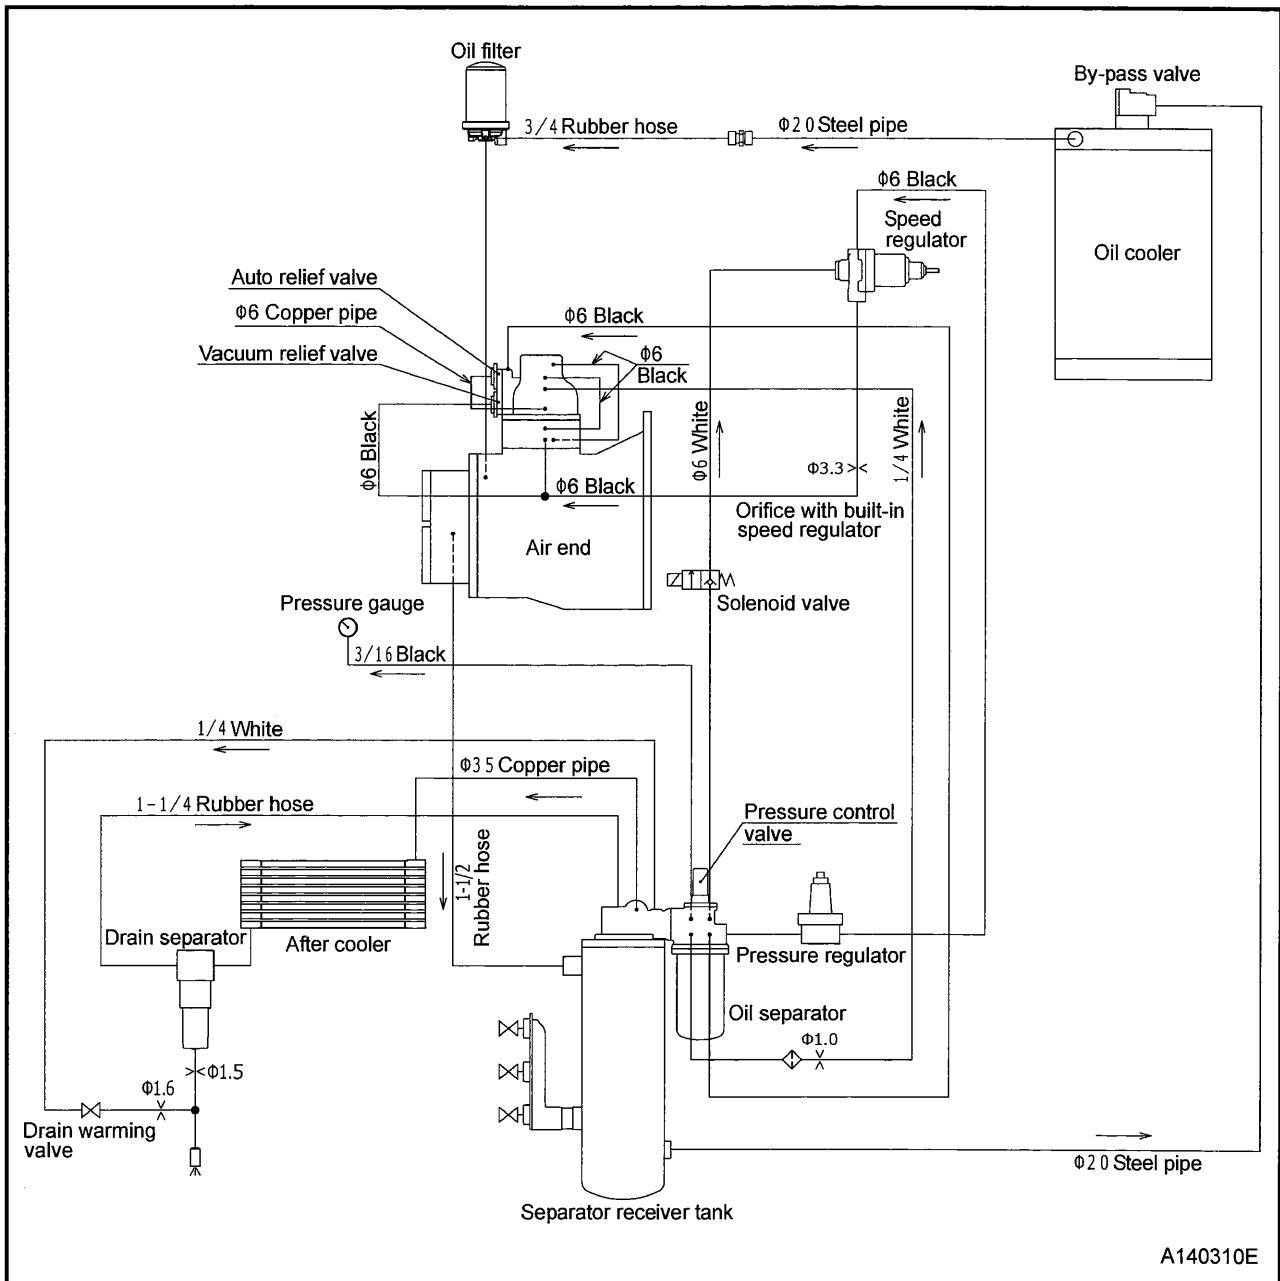 Oil filter
By-pass valve
3/4 Rubber hose
Φ20 Steel pipe
Φ6 Black
Speed
regulator
Oil cooler
Auto relief valve
Φ6 Copper pipe
Φ6 Black
Vacuum relief valve
Φ6
Black
Φ6 Black
Φ6 White
1/4 White
Φ3.3
Φ6 Black
Orifice with built-in
speed regulator
Air end
Solenoid valve
Pressure gauge
3/16 Black
1/4 White
Φ35 Copper pipe
1-1/4 Rubber hose
Pressure control
valve
1-1/2
Rubber hose
Drain separator
After cooler
Pressure regulator
Oil separator
Φ1.0
Φ1.5
Φ1.6
Drain warming
valve
Φ20 Steel pipe
Separator receiver tank
A140310E